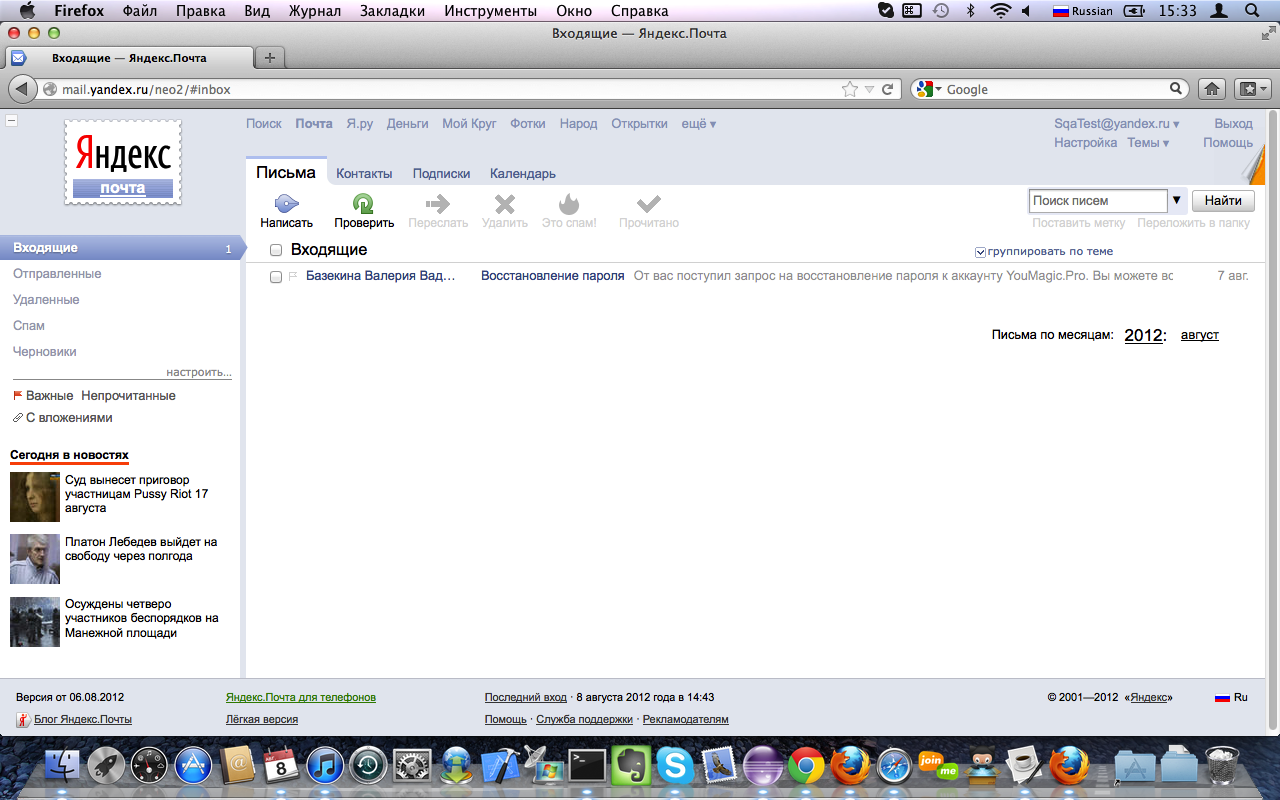 Firefox Файл Правка Вид Журнал Закладки Инструменты Окно Справка Russian 15:33
Входящие — Яндекс.Почта
Входящие — Яндекс.Почта
mail.yandex.ru/neo2/#inbox Google
Яндекс
почта
Поиск Почта Я.ру Деньги Мой Круг Фотки Народ Открытки ещё ▾ SqaTest@yandex.ru ▾ Выход
Настройка Темы ▾ Помощь
Письма Контакты Подписки Календарь
Написать Проверить Переслать Удалить Это спам! Прочитано
Поиск писем ▼ Найти
Поставить метку Переложить в папку
Входящие 1
Отправленные
Удаленные
Спам
Черновики
настроить...
Важные Непрочитанные
С вложениями
Входящие группировать по теме
Базекина Валерия Вад… Восстановление пароля От вас поступил запрос на восстановление пароля к аккаунту YouMagic.Pro. Вы можете вс 7 авг.
Письма по месяцам: 2012: август
Сегодня в новостях
Суд вынесет приговор
участницам Pussy Riot 17
августа
Платон Лебедев выйдет на
свободу через полгода
Осуждены четверо
участников беспорядков на
Манежной площади
Версия от 06.08.2012 Яндекс.Почта для телефонов Последний вход · 8 августа 2012 года в 14:43 © 2001—2012 «Яндекс» Ru
Блог Яндекс.Почты Лёгкая версия Помощь · Служба поддержки · Рекламодателям
8
join
me